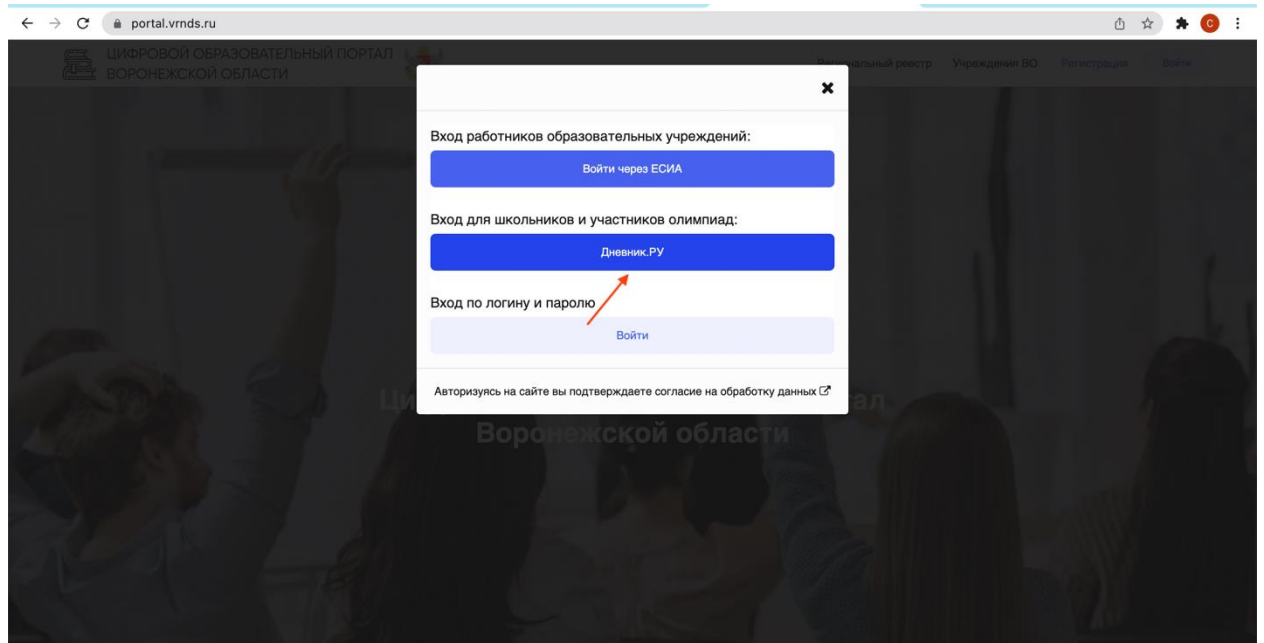 portal.vrnds.ru
C
ЦИФРОВОЙ ОБРАЗОВАТЕЛЬНЫЙ ПОРТАЛ
ВОРОНЕЖСКОЙ ОБЛАСТИ
реестр Учреждения ВО Регистрация Войти
Вход работников образовательных учреждений:
Войти через ЕСИА
Вход для школьников и участников олимпиад:
Дневник.РУ
Вход по логину и паролю
Войти
Авторизуясь на сайте вы подтверждаете согласие на обработку данных
Воронежской области